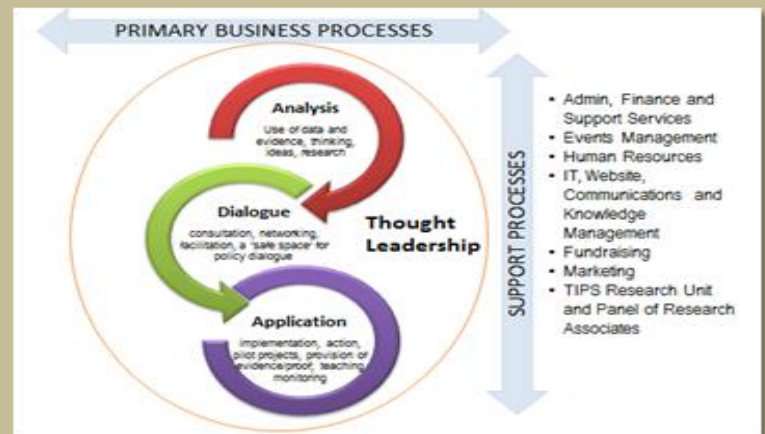 PRIMARY BUSINESS PROCESSES
Analysis
Use of data and
evidence, thinking,
ideas, research
Dialogue
consultation, networking,
facilitation, a 'safe space' for
policy dialogue
Thought
Leadership
Application
implementation, action,
pilot projects, provision of
evidence/proof, teaching
monitoring
SUPPORT PROCESSES
• Admin, Finance and
Support Services
• Events Management
• Human Resources
• IT, Website,
Communications and
Knowledge
Management
• Fundraising
• Marketing
• TIPS Research Unit
and Panel of Research
Associates